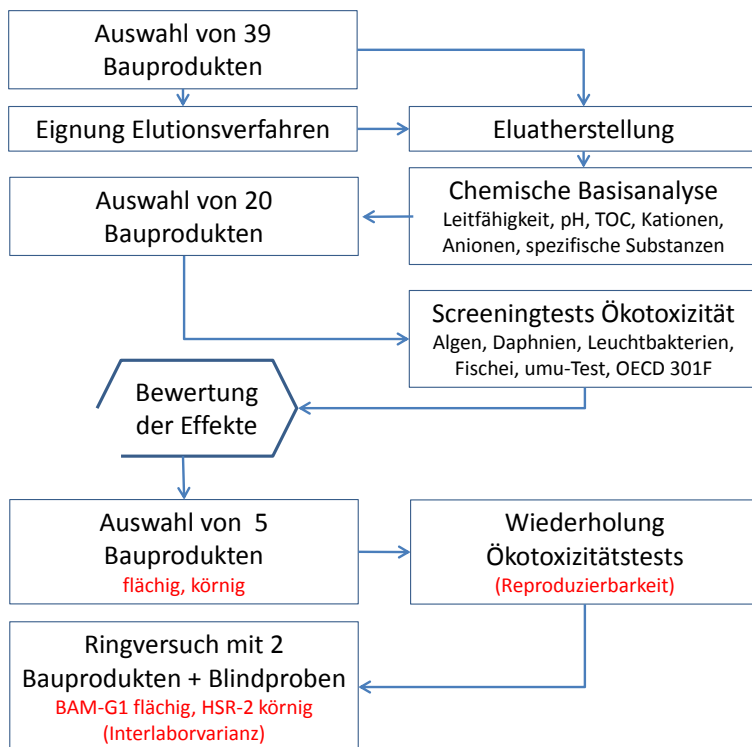 Auswahl von 39
Bauprodukten
Eignung Elutionsverfahren
Eluatherstellung
Chemische Basisanalyse
Leitfähigkeit, pH, TOC, Kationen,
Anionen, spezifische Substanzen
Auswahl von 20
Bauprodukten
Screeningtests Ökotoxizität
Algen, Daphnien, Leuchtbakterien,
Fischei, umu-Test, OECD 301F
Bewertung
der Effekte
Auswahl von 5
Bauprodukten
flächig, körnig
Wiederholung
Ökotoxizitätstests
(Reproduzierbarkeit)
Ringversuch mit 2
Bauprodukten + Blindproben
BAM-G1 flächig, HSR-2 körnig
(Interlaborvarianz)